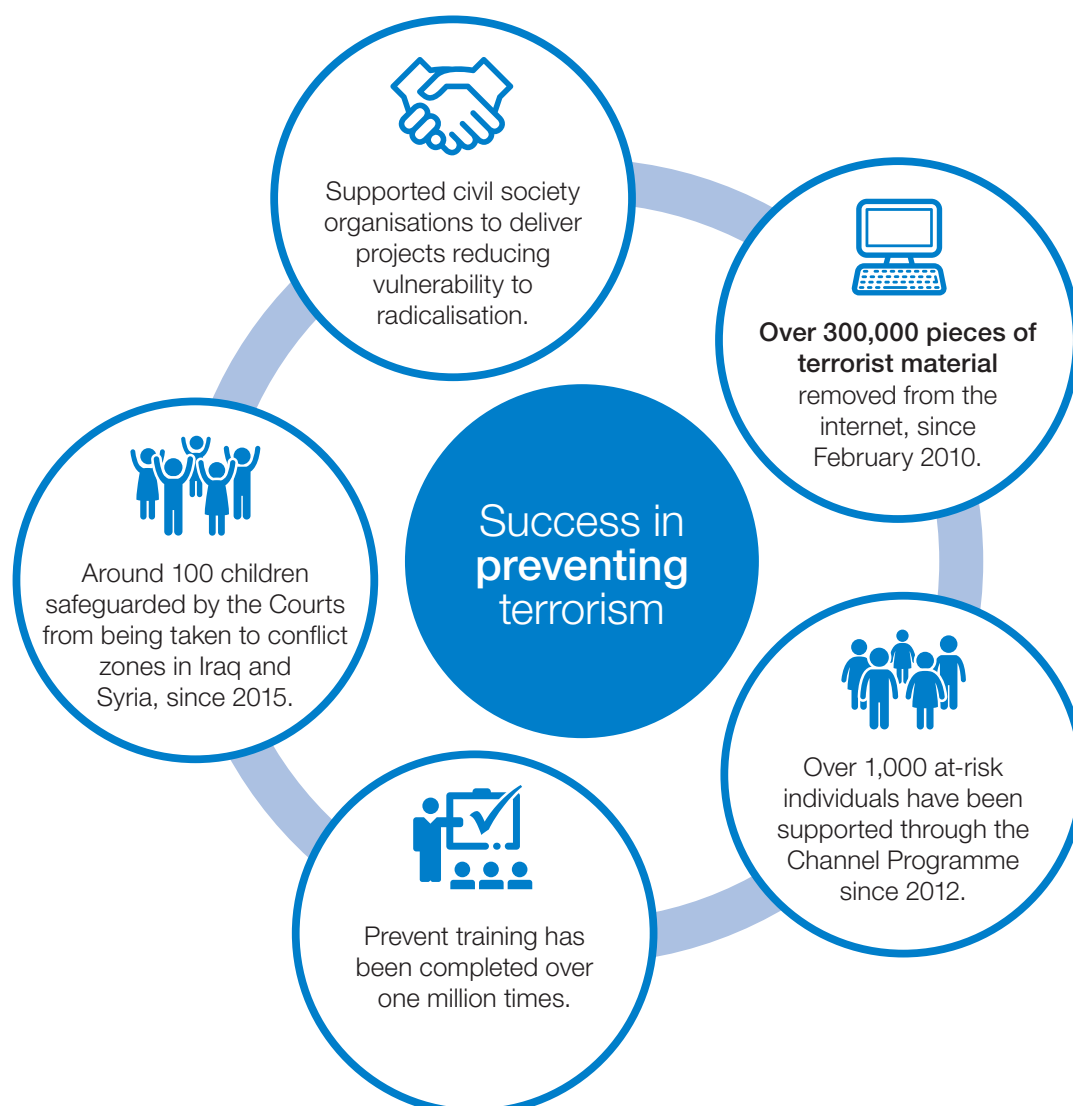 Supported civil society
organisations to deliver
projects reducing
vulnerability to
radicalisation.
Over 300,000 pieces of
terrorist material
removed from the
internet, since
February 2010.
Success in
preventing
terrorism
Around 100 children
safeguarded by the Courts
from being taken to conflict
zones in Iraq and
Syria, since 2015.
Over 1,000 at-risk
individuals have been
supported through the
Channel Programme
since 2012.
Prevent training has
been completed over
one million times.